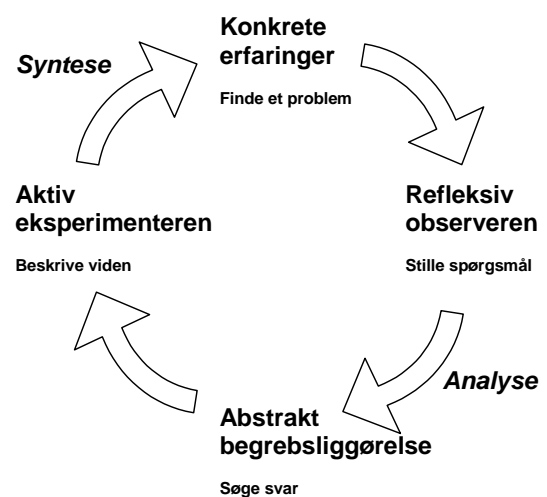 Konkrete
erfaringer
Finde et problem
Syntese
Refleksiv
observeren
Stille spørgsmål
Analyse
Abstrakt
begrebsliggørelse
Søge svar
Aktiv
eksperimenteren
Beskrive viden